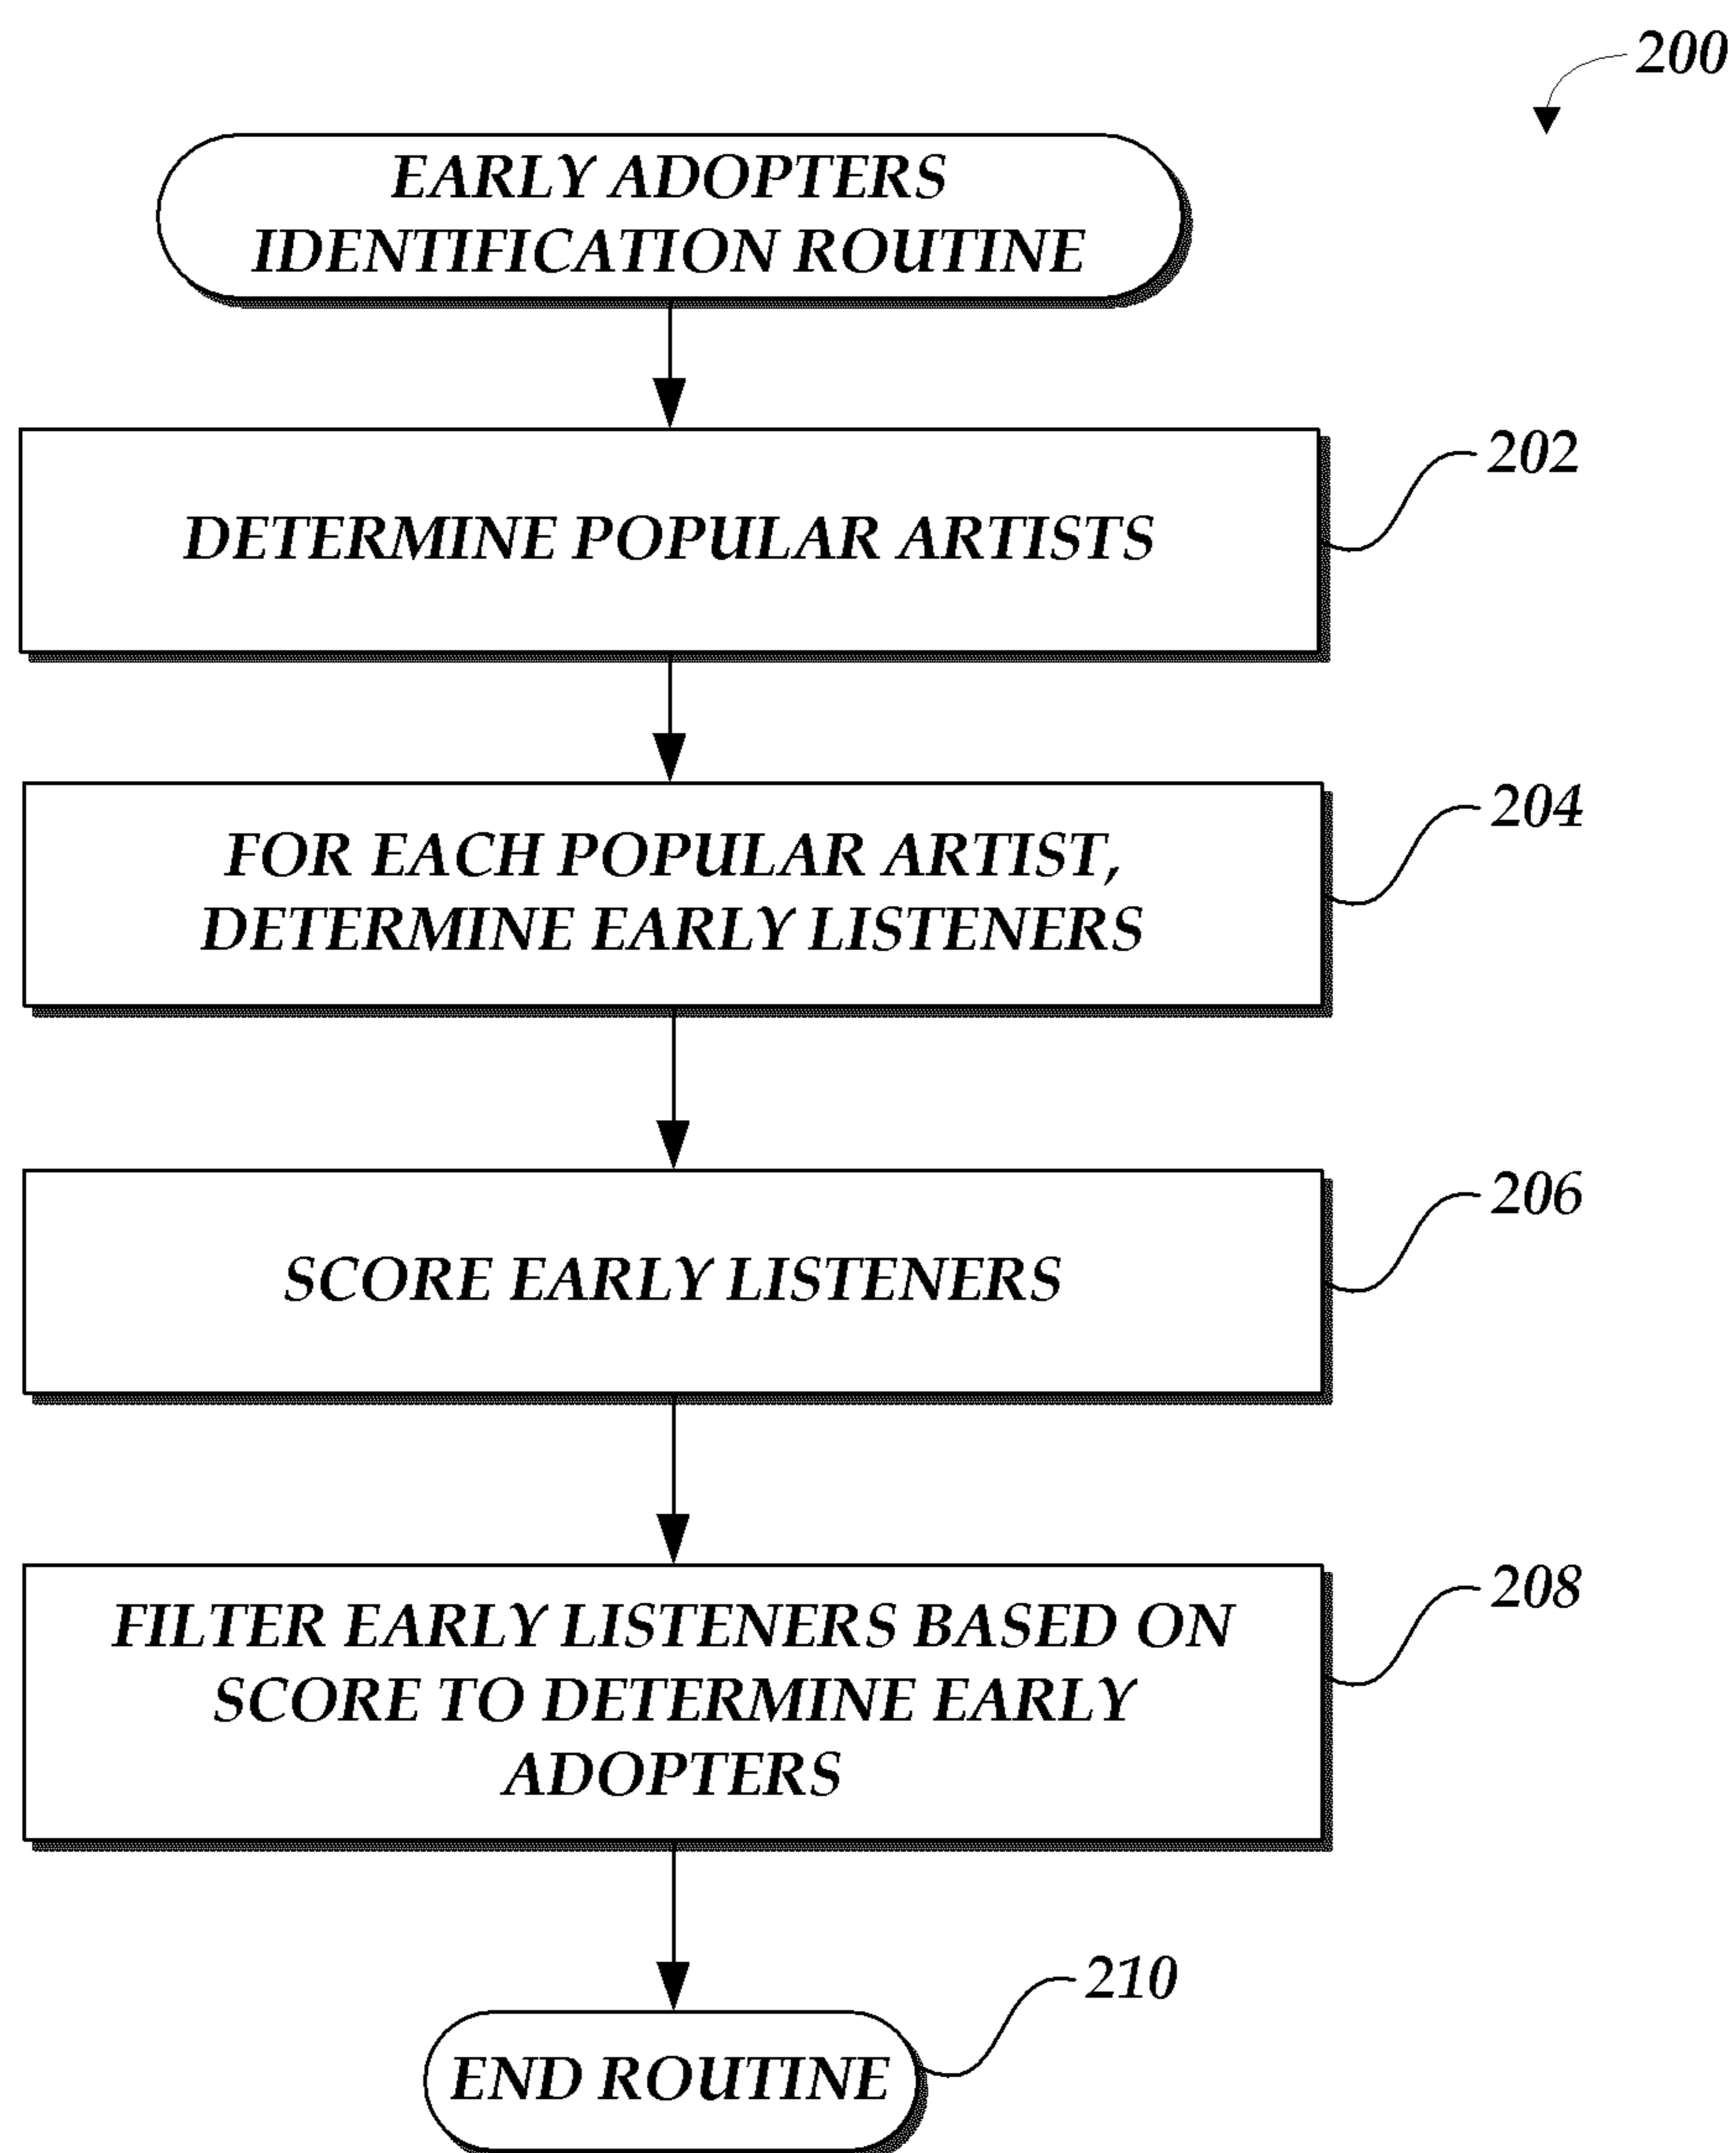 200
EARLY ADOPTERS
IDENTIFICATION ROUTINE
202
DETERMINE POPULAR ARTISTS
204
FOR EACH POPULAR ARTIST,
DETERMINE EARLY LISTENERS
206
SCORE EARLY LISTENERS
208
FILTER EARLY LISTENERS BASED ON
SCORE TO DETERMINE EARLY
ADOPTERS
210
END ROUTINE